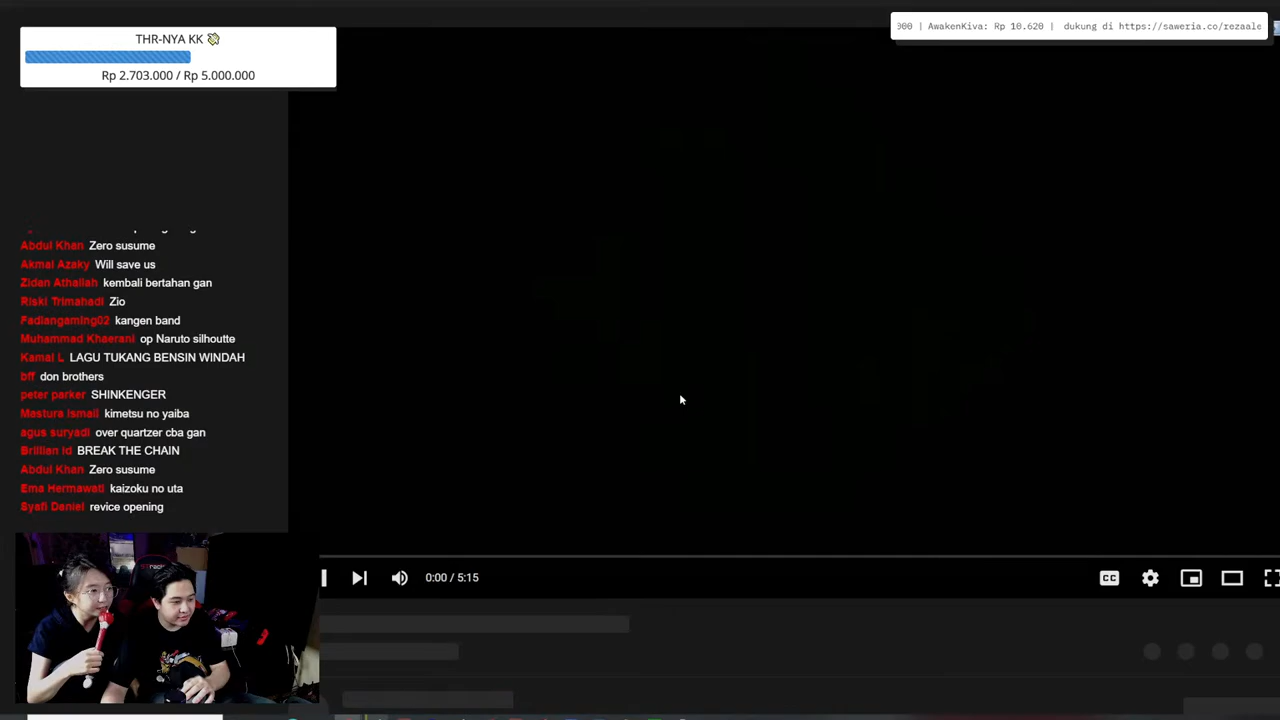 THR-NYA KK
Rp 2.703.000 / Rp 5.000.000
000 | AwakenKiva: Rp 10.620 | dukung di https://saweria.co/rezaale
Abdul Khan Zero susume
Akmal Azaky Will save us
Zidan Athallah kembali bertahan gan
Riski Trimahadi Zio
Fadlangaming02 kangen band
Muhammad Khaerani op Naruto silhoutte
Kamal L LAGU TUKANG BENSIN WINDAH
bff don brothers
peter parker SHINKENGER
Mastura Ismail kimetsu no yaiba
agus suryadi over quartzer cba gan
Brillian Id BREAK THE CHAIN
Abdul Khan Zero susume
Ema Hermawati kaizoku no uta
Syafi Daniel revice opening
0:00 / 5:15
CC